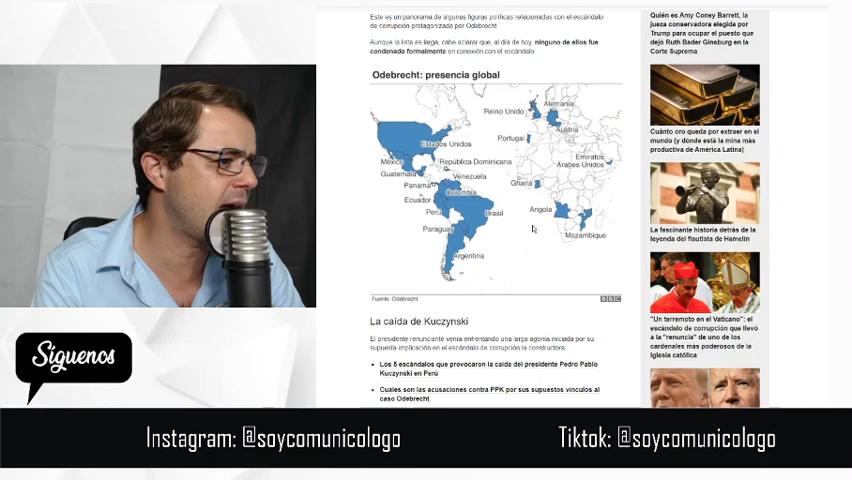 Este es un panorama de algunas figuras políticas relacionadas con el escándalo
de corrupción protagonizado por Odebrecht
Aunque la lista es larga, cabe aclarar que, al día de hoy, ninguno de ellos fue
condenado formalmente en conexión con el escándalo.
Odebrecht: presencia global
Reino Unido
Alemania
Portugal
Austria
Estados Unidos
México
República Dominicana
Emiratos
Árabes Unidos
Guatemala
Venezuela
Panamá
Colombia
Ghana
Ecuador
Perú
Brasil
Angola
Paraguay
Mozambique
Argentina
Fuente: Odebrecht
BBC
La caída de Kuczynski
El presidente renunciante venía enfrentando una larga agonía iniciada por su
supuesta implicación en el escándalo de corrupción la constructora.
Los 5 escándalos que provocaron la caída del presidente Pedro Pablo
Kuczynski en Perú
Cuáles son las acusaciones contra PPK por sus supuestos vínculos al
caso Odebrecht
Quién es Amy Coney Barrett, la
jueza conservadora elegida por
Trump para ocupar el puesto que
dejó Ruth Bader Ginsburg en la
Corte Suprema
Cuánto oro queda por extraer en el
mundo (y dónde está la mina más
productiva de América Latina)
La fascinante historia detrás de la
leyenda del flautista de Hamelin
"Un terremoto en el Vaticano": el
escándalo de corrupción que llevó
a la "renuncia" de uno de los
cardenales más poderosos de la
Iglesia católica
Síguenos
Instagram: @soycomunicologo
Tiktok: @soycomunicologo